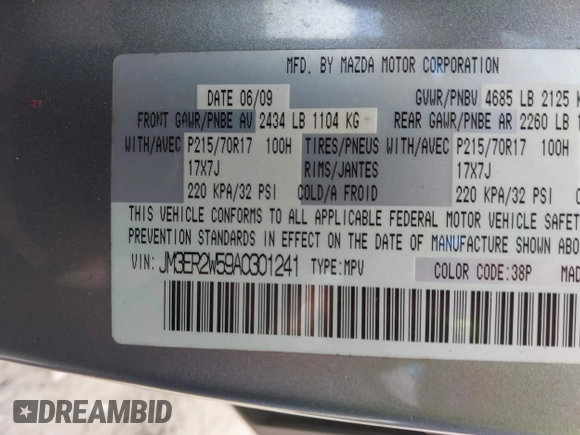 MFD. BY MAZDA MOTOR CORPORATION
DATE 06/09 GVWR/PNBV 4685 LB 2125 K
FRONT GAWR/PNBE AV 2434 LB 1104 KG REAR GAWR/PNBE AR 2260 LB 1
WITH/AVEC P215/70R17 100H TIRES/PNEUS WITH/AVEC P215/70R17 100H
17X7J RIMS/JANTES 17X7J
220 KPA/32 PSI COLD/A FROID 220 KPA/32 PSI
THIS VEHICLE CONFORMS TO ALL APPLICABLE FEDERAL MOTOR VEHICLE SAFET
PREVENTION STANDARDS IN EFFECT ON THE DATE OF MANUFACTURE SHOWN ABOV
VIN: JM3ER2W59A0301241 TYPE:MPV COLOR CODE:38P MAD
DREAMBID